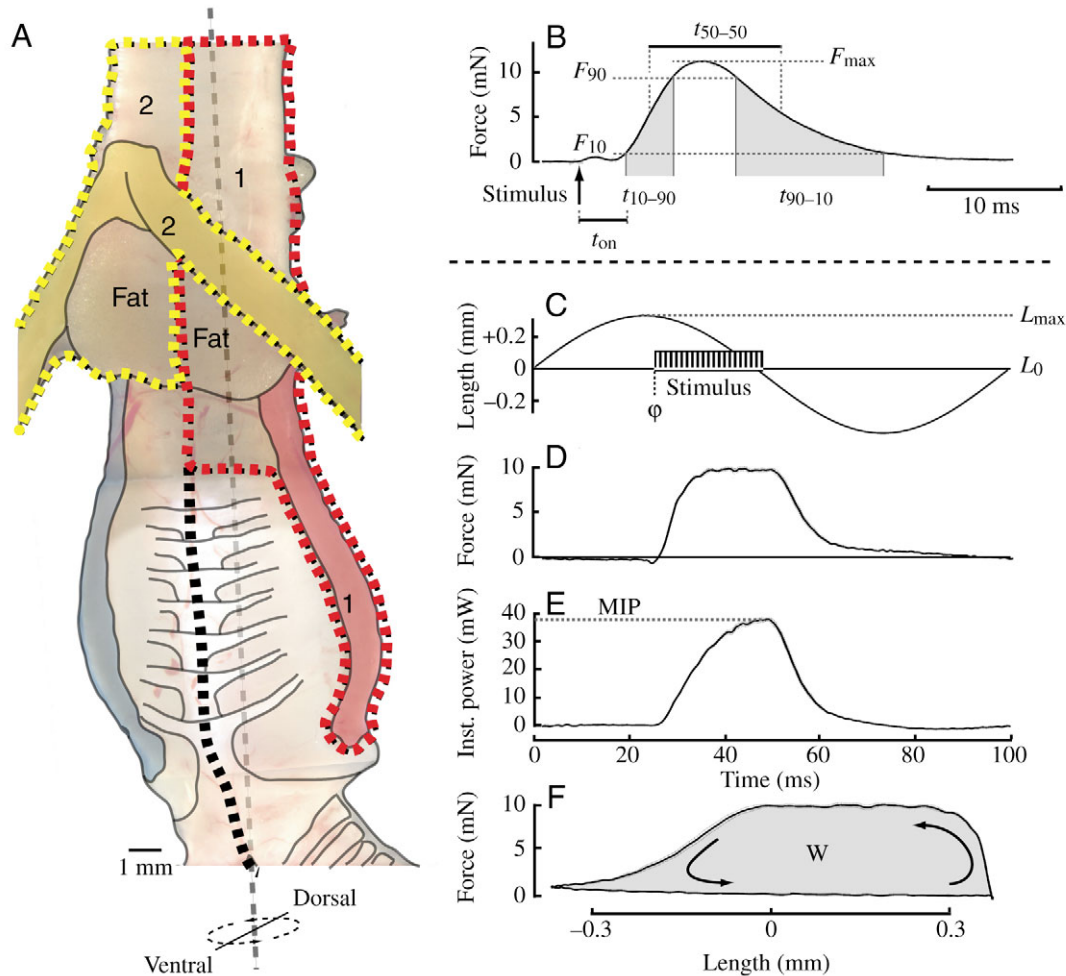 A
2
1
2
Fat
Fat
1
1 mm
Dorsal
Ventral
B
Force (mN)
10
5
0
t50–50
Fmax
F90
F10
Stimulus
t10–90
t90–10
ton
10 ms
C
Length (mm)
+0.2
0
−0.2
Lmax
L0
Stimulus
φ
D
Force (mN)
10
5
0
E
Inst. power (mW)
40
30
20
10
0
MIP
0 20 40 60 80 100
Time (ms)
F
Force (mN)
10
5
0
W
−0.3 0 0.3
Length (mm)